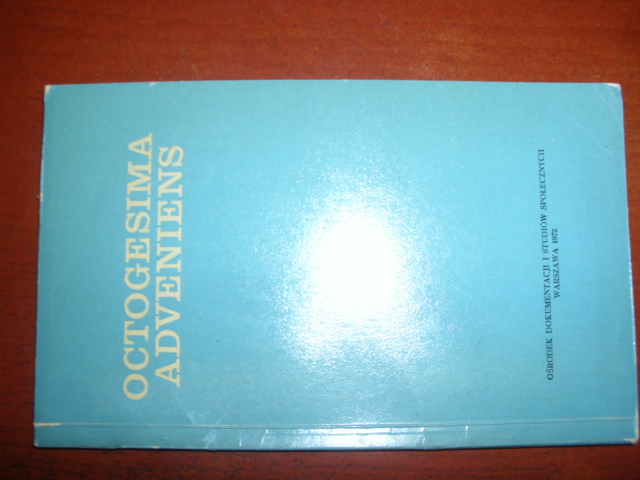 OCTOGESIMA
ADVENIENS
OŚRODEK DOKUMENTACJI I STUDIÓW SPOŁECZNYCH
WARSZAWA 1972